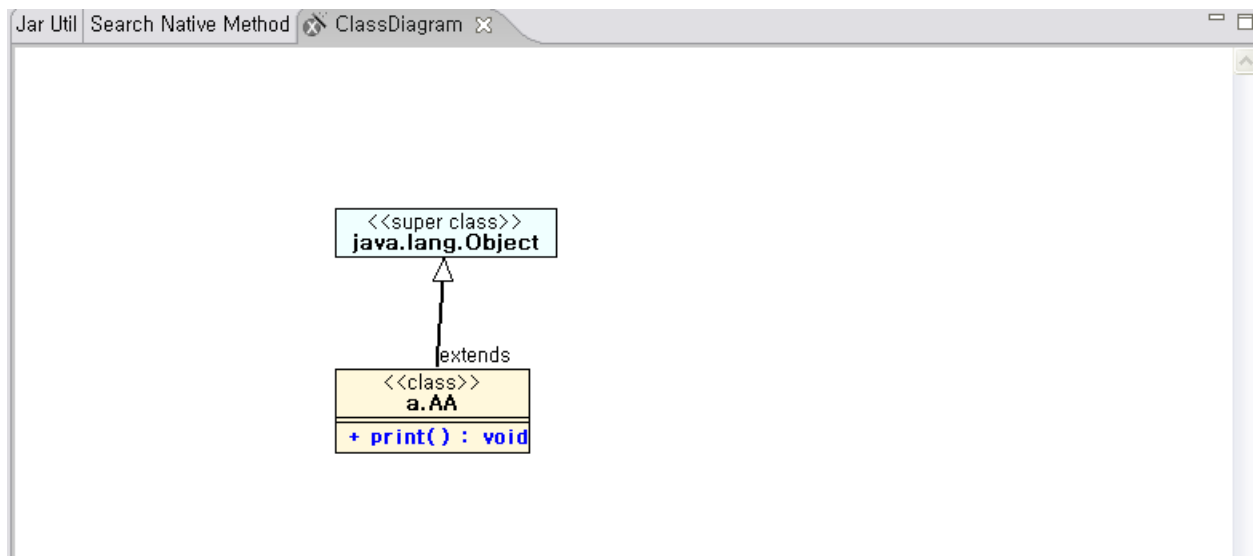 Jar Util Search Native Method ClassDiagram
<<super class>>
java.lang.Object
extends
<<class>>
a.AA
+ print() : void